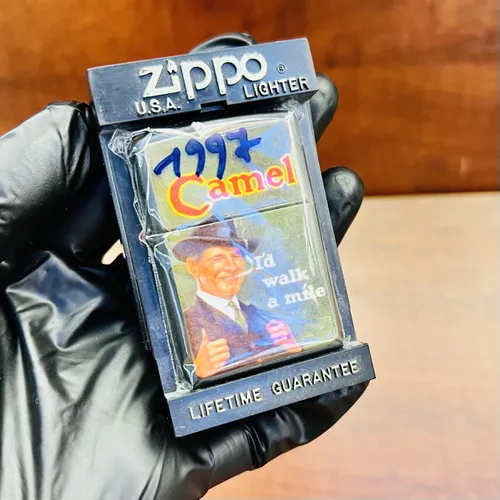 zippo®
U.S.A. LIGHTER
1997
Camel
I'd
walk
a mile
LIFETIME GUARANTEE